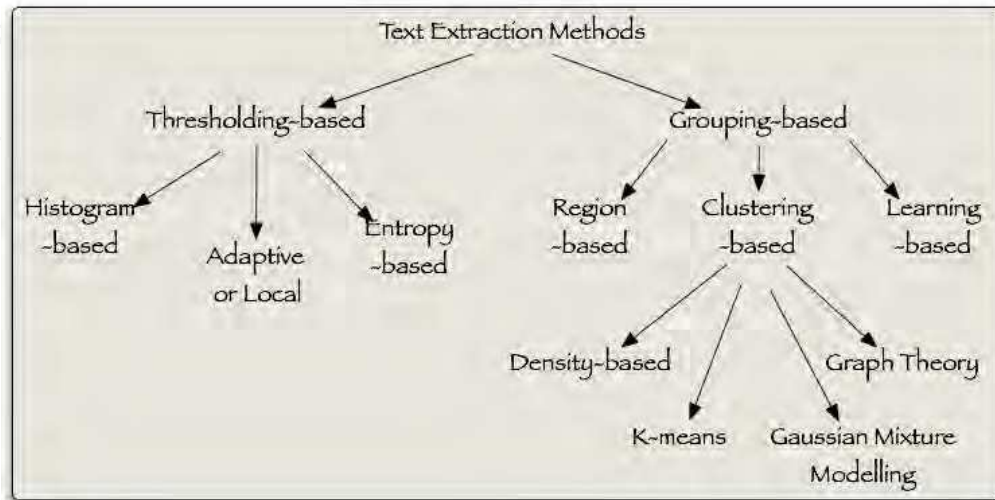 Text Extraction Methods
Thresholding-based
Grouping-based
Histogram
-based
Adaptive
or Local
Entropy
-based
Region
-based
Clustering
-based
Learning
-based
Density-based
K-means
Gaussian Mixture
Modelling
Graph Theory